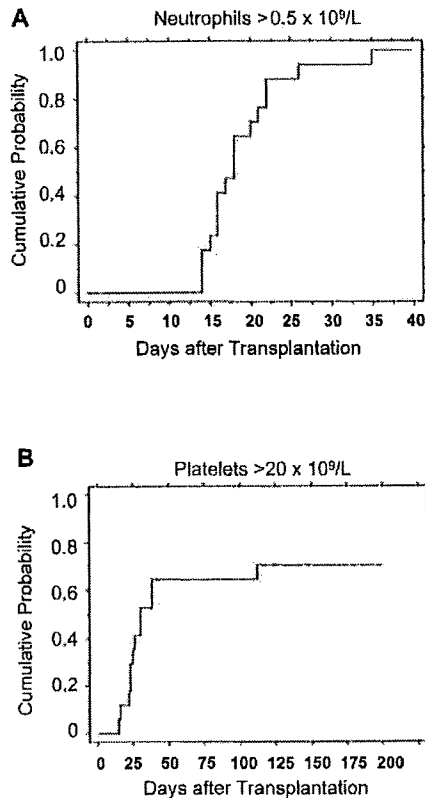 A
Neutrophils >0.5 x 10⁹/L
Cumulative Probability
1.0
0.8
0.6
0.4
0.2
0
0 5 10 15 20 25 30 35 40
Days after Transplantation
B
Platelets >20 x 10⁹/L
Cumulative Probability
1.0
0.8
0.6
0.4
0.2
0
0 25 50 75 100 125 150 175 200
Days after Transplantation